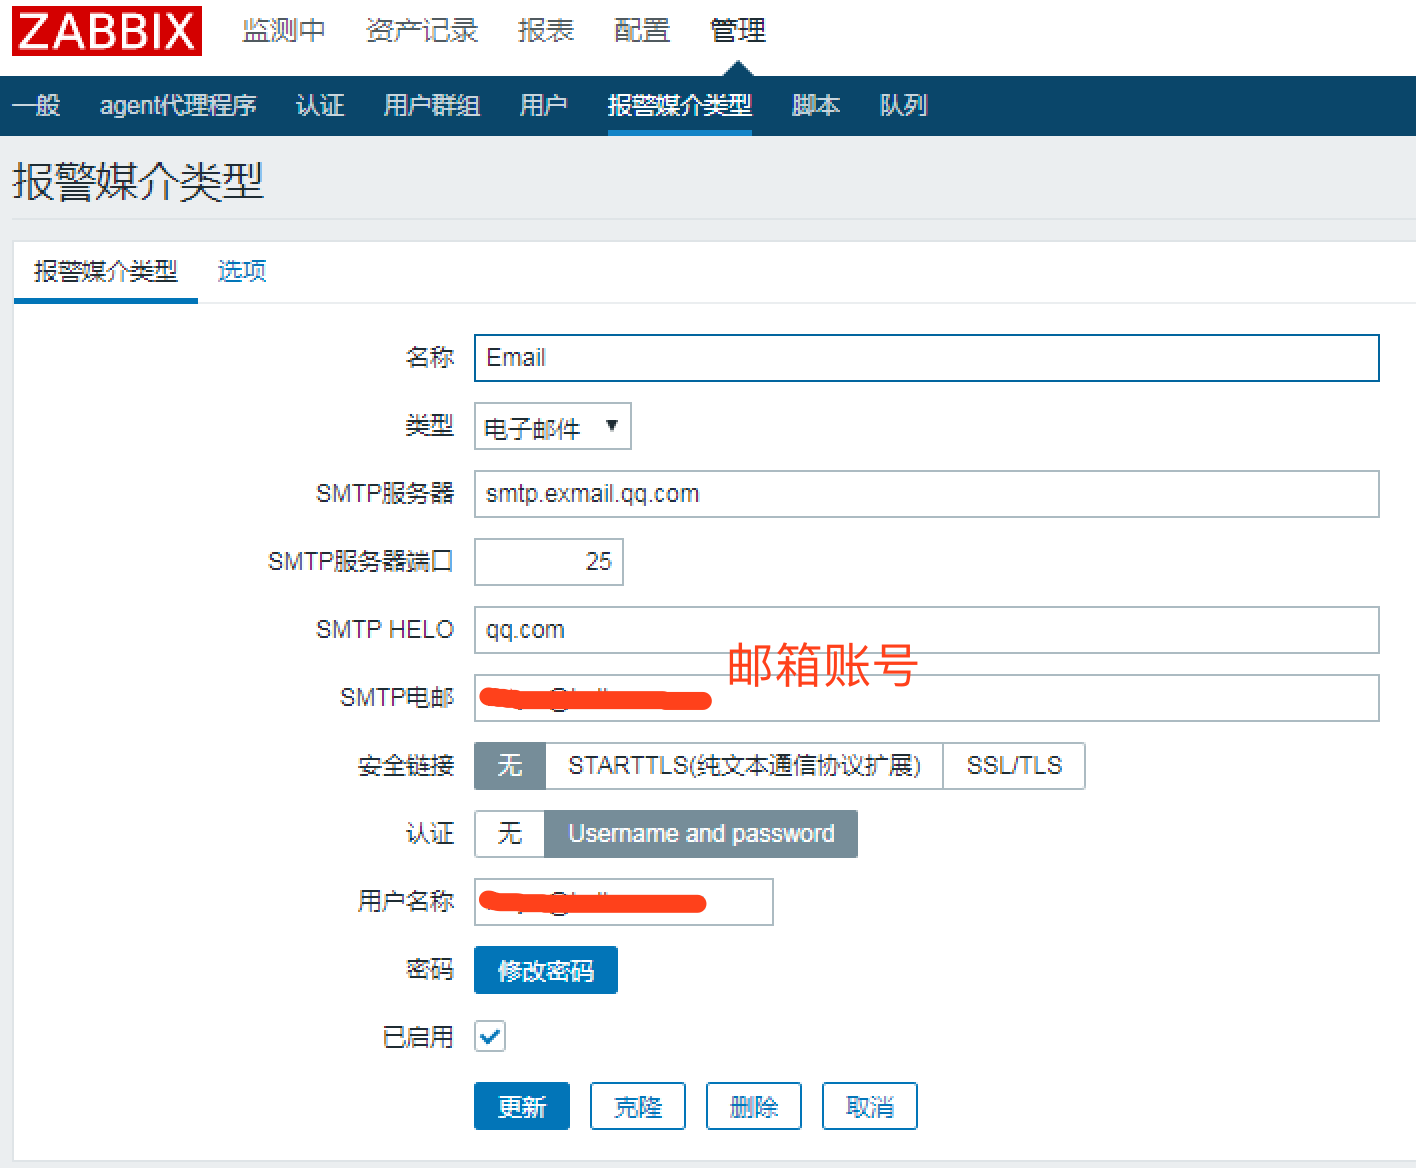 ZABBIX 监测中 资产记录 报表 配置 管理
一般 agent代理程序 认证 用户群组 用户 报警媒介类型 脚本 队列
报警媒介类型
报警媒介类型 选项
名称 Email
类型 电子邮件
SMTP服务器 smtp.exmail.qq.com
SMTP服务器端口 25
SMTP HELO qq.com
邮箱账号
SMTP电邮
安全链接 无 STARTTLS(纯文本通信协议扩展) SSL/TLS
认证 无 Username and password
用户名称
密码 修改密码
已启用
更新 克隆 删除 取消